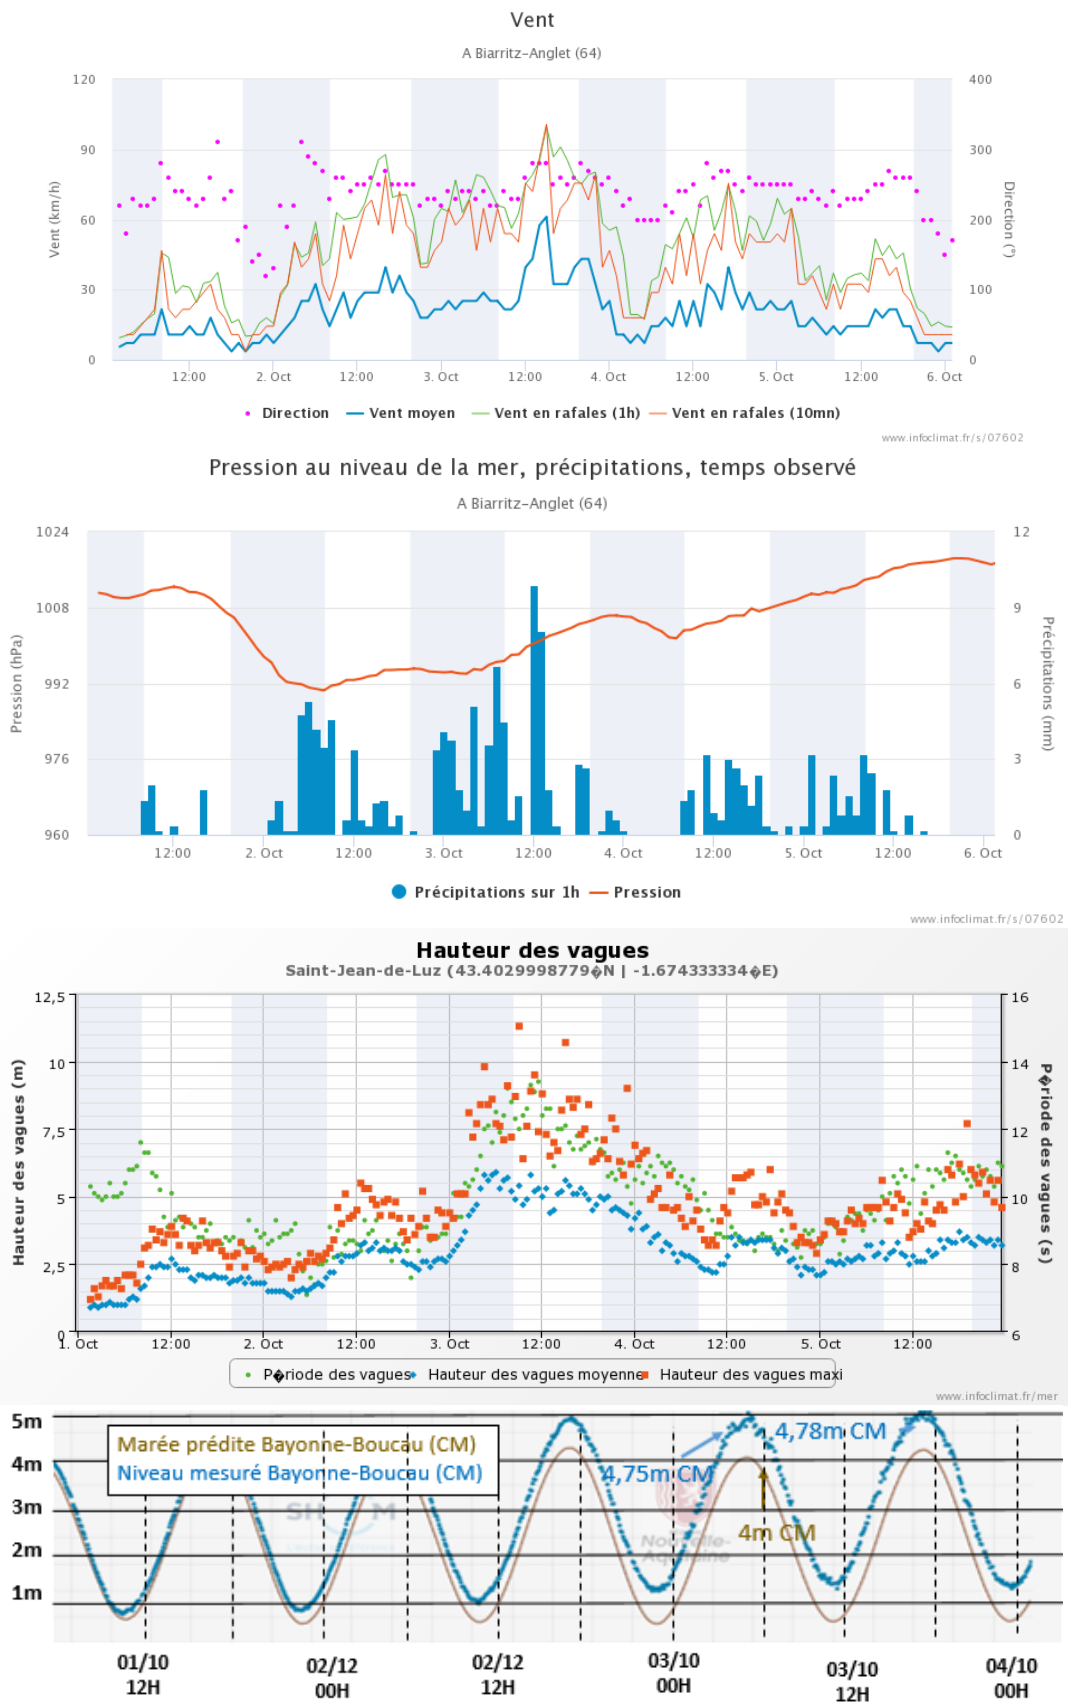 Vent
A Biarritz-Anglet (64)
120
400
90
300
60
200
30
100
0
0
Vent (km/h)
Direction (°)
12:00
2. Oct
12:00
3. Oct
12:00
4. Oct
12:00
5. Oct
12:00
6. Oct
Direction
Vent moyen
Vent en rafales (1h)
Vent en rafales (10mn)
www.infoclimat.fr/s/07602
Pression au niveau de la mer, précipitations, temps observé
A Biarritz-Anglet (64)
1024
12
1008
9
992
6
976
3
960
0
Pression (hPa)
Précipitations (mm)
12:00
2. Oct
12:00
3. Oct
12:00
4. Oct
12:00
5. Oct
12:00
6. Oct
Précipitations sur 1h
Pression
www.infoclimat.fr/s/07602
Hauteur des vagues
Saint-Jean-de-Luz (43.4029998779�N | -1.674333334�E)
12,5
16
10
14
7,5
12
5
10
2,5
8
0
6
Hauteur des vagues (m)
P�riode des vagues (s)
1. Oct
12:00
2. Oct
12:00
3. Oct
12:00
4. Oct
12:00
5. Oct
12:00
P�riode des vagues
Hauteur des vagues moyenne
Hauteur des vagues maxi
www.infoclimat.fr/mer
5m
4m
3m
2m
1m
Marée prédite Bayonne-Boucau (CM)
Niveau mesuré Bayonne-Boucau (CM)
4,78m CM
4,75m CM
4m CM
Nouvelle-
Aquitaine
01/10
12H
02/12
00H
02/12
12H
03/10
00H
03/10
12H
04/10
00H